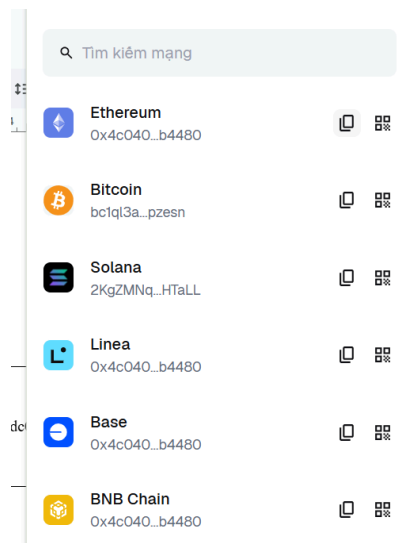 Tìm kiếm mạng
Ethereum
0x4c040...b4480
Bitcoin
bc1ql3a...pzesn
Solana
2KgZMNq...HTaLL
Linea
0x4c040...b4480
dc
Base
0x4c040...b4480
BNB Chain
0x4c040...b4480